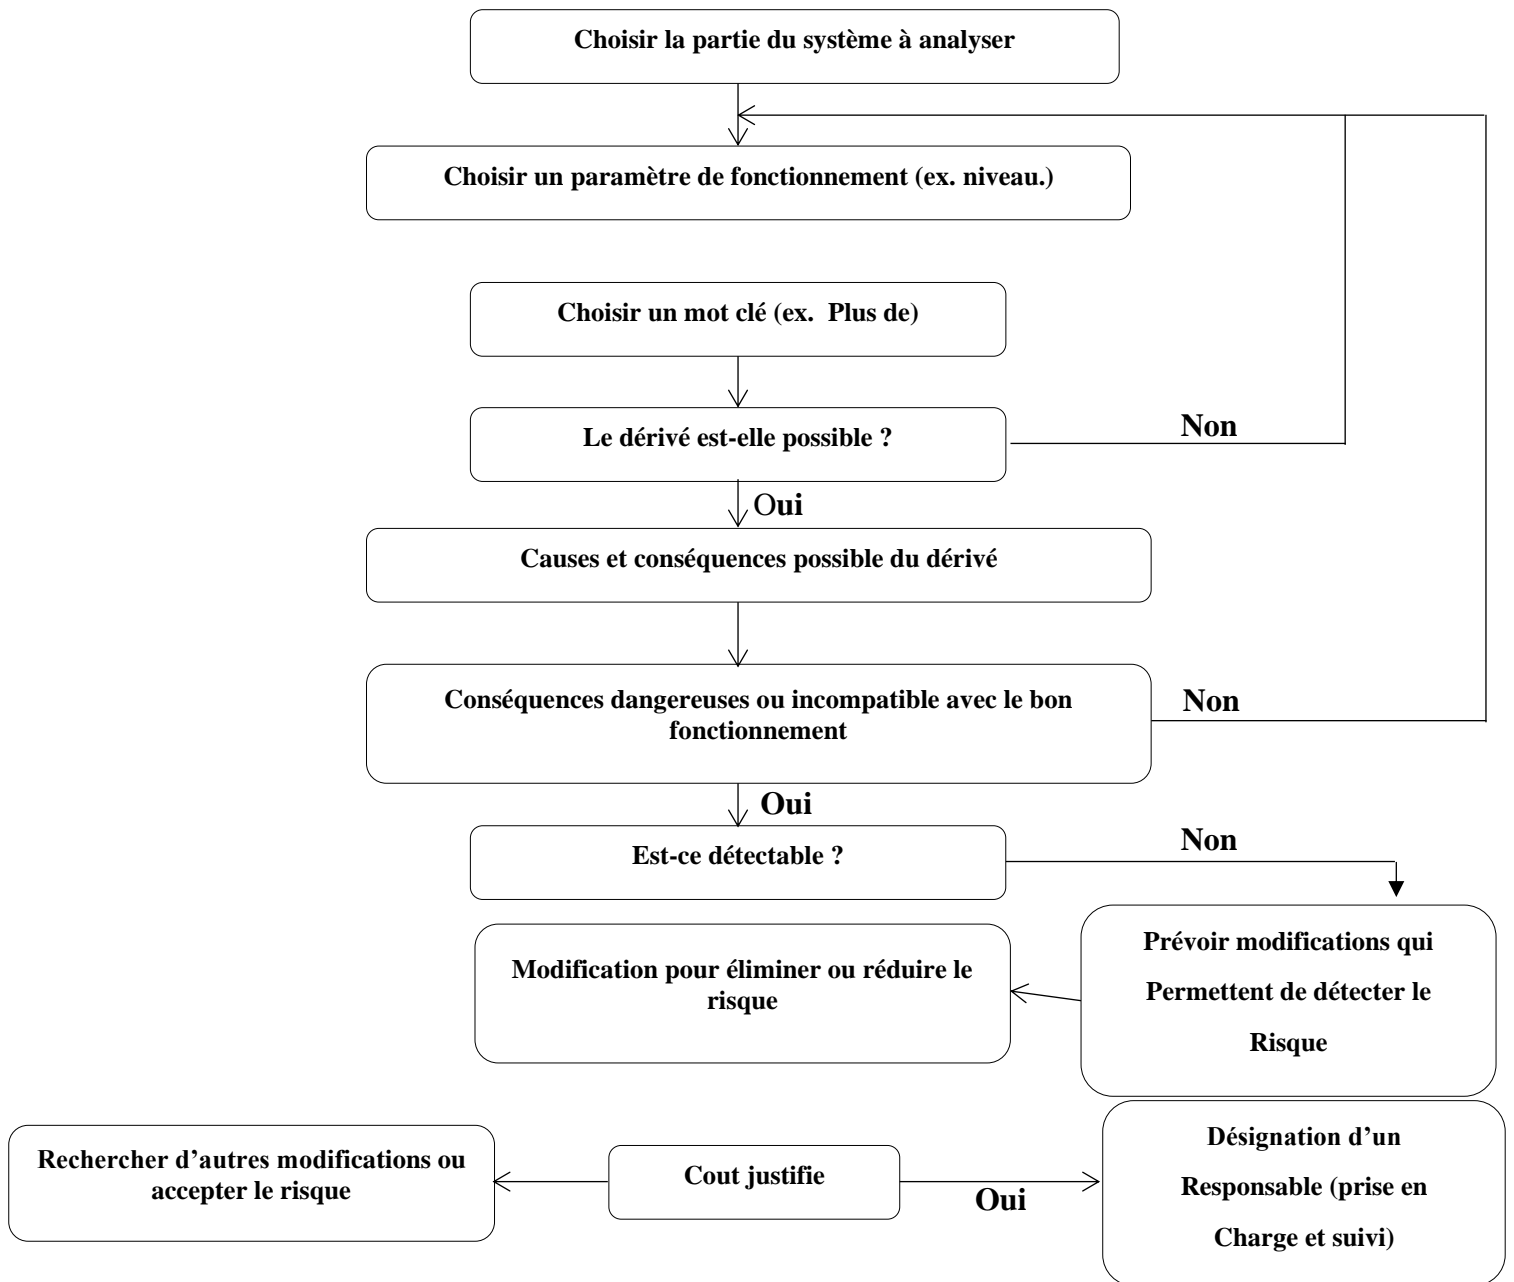 Choisir la partie du système à analyser
Choisir un paramètre de fonctionnement (ex. niveau.)
Choisir un mot clé (ex.  Plus de)
Le dérivé est-elle possible ?
Non
Oui
Causes et conséquences possible du dérivé
Conséquences dangereuses ou incompatible avec le bon
fonctionnement
Non
Oui
Est-ce détectable ?
Non
Prévoir modifications qui
Permettent de détecter le
Risque
Modification pour éliminer ou réduire le
risque
Rechercher d’autres modifications ou
accepter le risque
Cout justifie
Oui
Désignation d’un
Responsable (prise en
Charge et suivi)